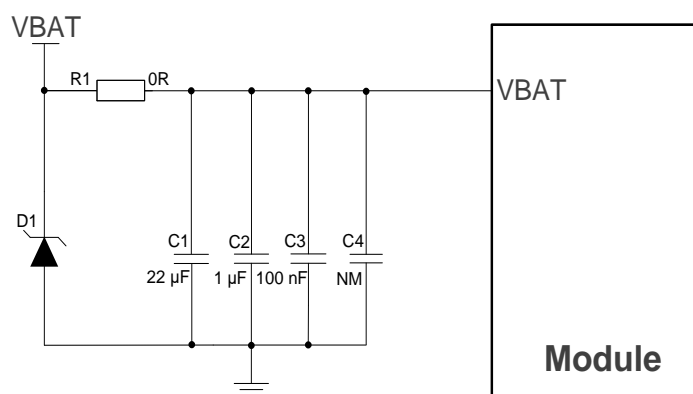 VBAT
R1 0R
VBAT
D1
C1 C2 C3 C4
22 µF 1 µF 100 nF NM
Module